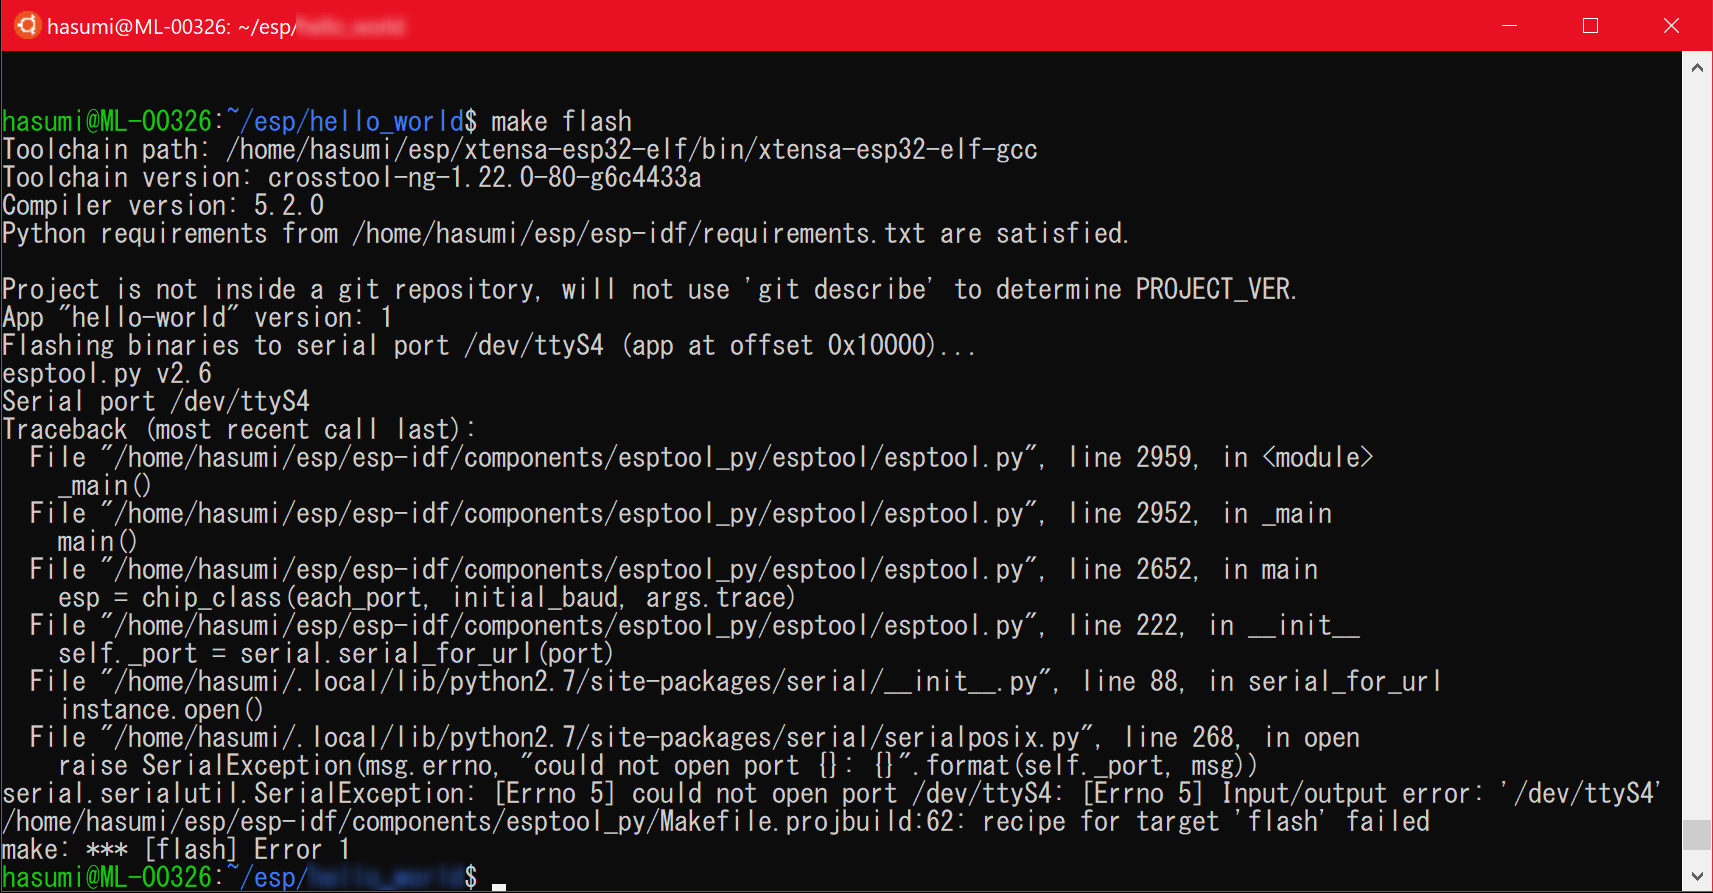 hasumi@ML-00326: ~/esp/
hasumi@ML-00326:~/esp/hello_world$ make flash
Toolchain path: /home/hasumi/esp/xtensa-esp32-elf/bin/xtensa-esp32-elf-gcc
Toolchain version: crosstool-ng-1.22.0-80-g6c4433a
Compiler version: 5.2.0
Python requirements from /home/hasumi/esp/esp-idf/requirements.txt are satisfied.
Project is not inside a git repository, will not use 'git describe' to determine PROJECT_VER.
App "hello-world" version: 1
Flashing binaries to serial port /dev/ttyS4 (app at offset 0x10000)...
esptool.py v2.6
Serial port /dev/ttyS4
Traceback (most recent call last):
  File "/home/hasumi/esp/esp-idf/components/esptool_py/esptool/esptool.py", line 2959, in <module>
    _main()
  File "/home/hasumi/esp/esp-idf/components/esptool_py/esptool/esptool.py", line 2952, in _main
    main()
  File "/home/hasumi/esp/esp-idf/components/esptool_py/esptool/esptool.py", line 2652, in main
    esp = chip_class(each_port, initial_baud, args.trace)
  File "/home/hasumi/esp/esp-idf/components/esptool_py/esptool/esptool.py", line 222, in __init__
    self._port = serial.serial_for_url(port)
  File "/home/hasumi/.local/lib/python2.7/site-packages/serial/__init__.py", line 88, in serial_for_url
    instance.open()
  File "/home/hasumi/.local/lib/python2.7/site-packages/serial/serialposix.py", line 268, in open
    raise SerialException(msg.errno, "could not open port {}: {}".format(self._port, msg))
serial.serialutil.SerialException: [Errno 5] could not open port /dev/ttyS4: [Errno 5] Input/output error: '/dev/ttyS4'
/home/hasumi/esp/esp-idf/components/esptool_py/Makefile.projbuild:62: recipe for target 'flash' failed
make: *** [flash] Error 1
hasumi@ML-00326:~/esp/ $